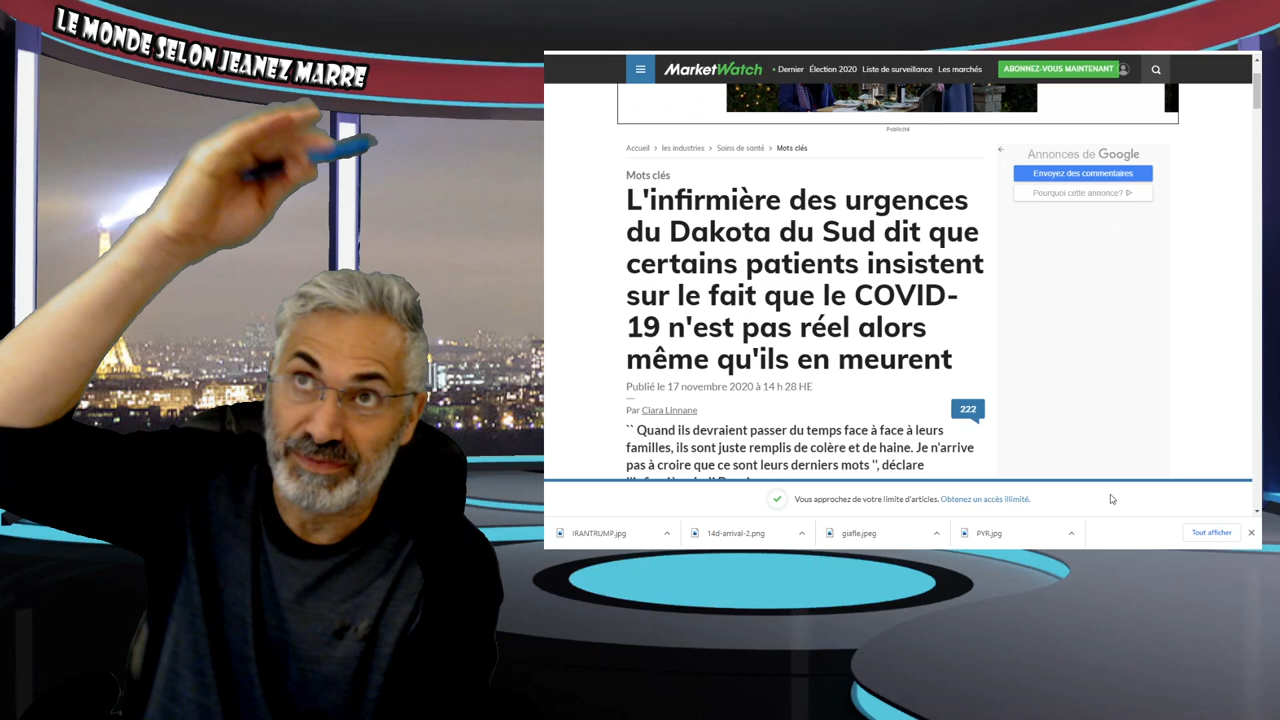 LE MONDE SELON JEANEZ MARRE
MarketWatch
• Dernier Élection 2020 Liste de surveillance Les marchés
ABONNEZ-VOUS MAINTENANT
Publicité
Accueil > les industries > Soins de santé > Mots clés
Annonces de Google
Envoyez des commentaires
Pourquoi cette annonce?
Mots clés
L'infirmière des urgences
du Dakota du Sud dit que
certains patients insistent
sur le fait que le COVID-
19 n'est pas réel alors
même qu'ils en meurent
Publié le 17 novembre 2020 à 14 h 28 HE
Par Ciara Linnane
222
`` Quand ils devraient passer du temps face à face à leurs
familles, ils sont juste remplis de colère et de haine. Je n'arrive
pas à croire que ce sont leurs derniers mots '', déclare
Vous approchez de votre limite d'articles. Obtenez un accès illimité.
IRANTRUMP.jpg
14d-arrival-2.png
giafle.jpeg
PYR.jpg
Tout afficher